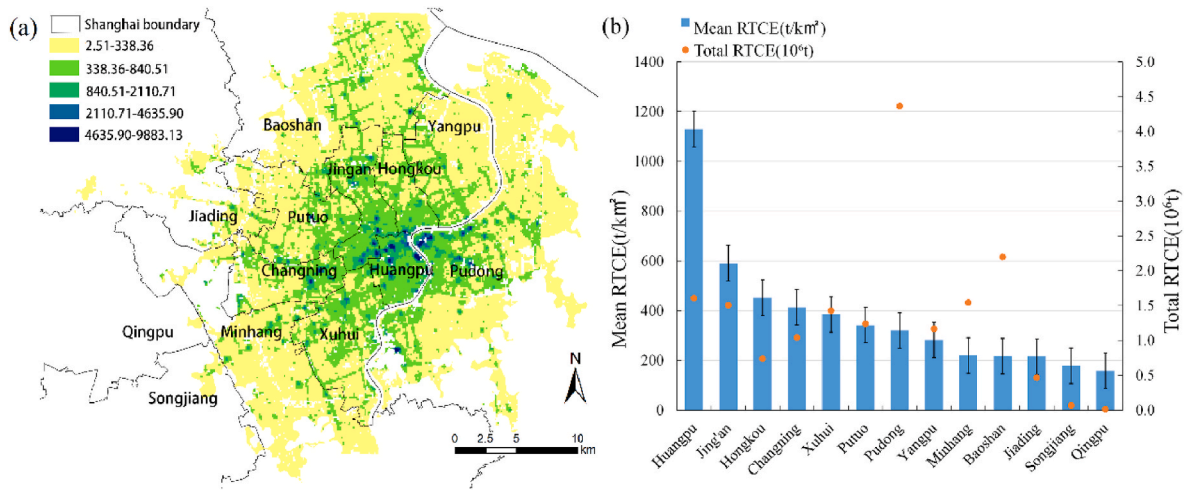 (a)
Shanghai boundary
2.51-338.36
338.36-840.51
840.51-2110.71
2110.71-4635.90
4635.90-9883.13
Baoshan
Yangpu
Jingan
Hongkou
Jiading
Putuo
Changning
Huangpu
Pudong
Qingpu
Minhang
Xuhui
Songjiang
N
0 2.5 5 10
km
(b)
Mean RTCE(t/km²)
Total RTCE(10⁶t)
1400
1200
1000
800
600
400
200
0
Mean RTCE(t/km²)
5.0
4.5
4.0
3.5
3.0
2.5
2.0
1.5
1.0
0.5
0.0
Total RTCE(10⁶t)
Huangpu
Jing'an
Hongkou
Changning
Xuhui
Putuo
Pudong
Yangpu
Minhang
Baoshan
Jiading
Songjiang
Qingpu